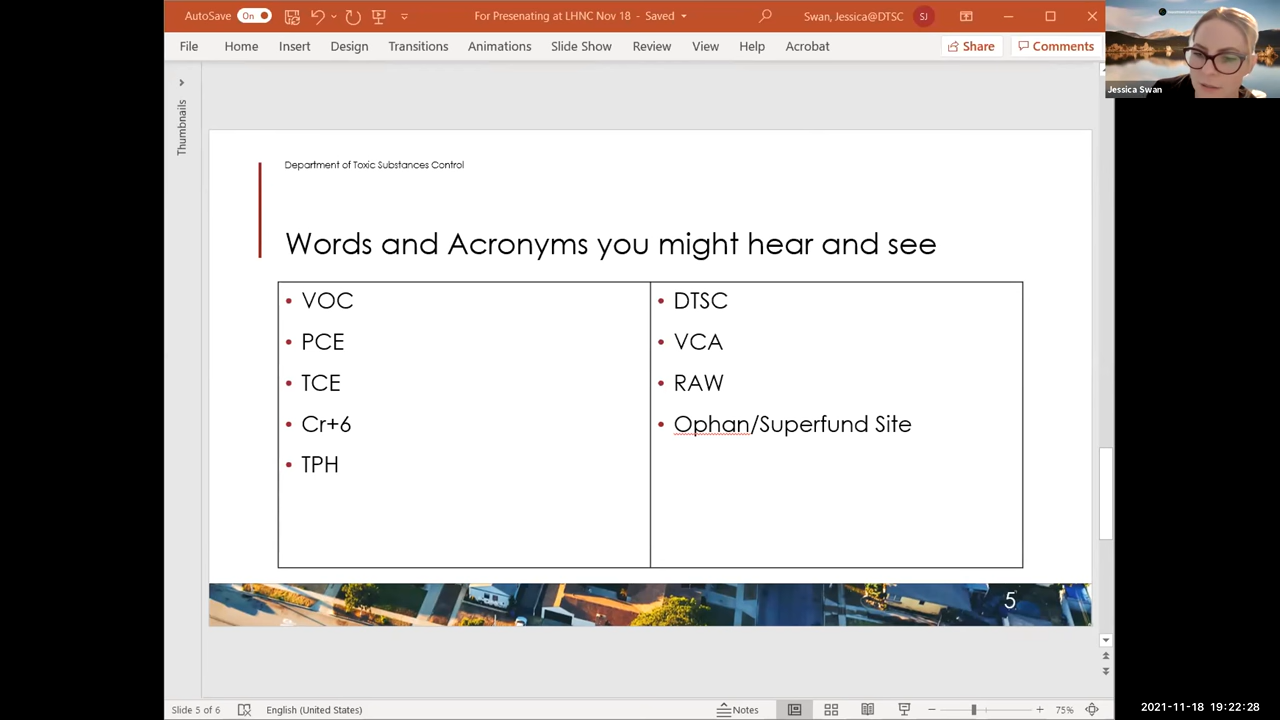 AutoSave On For Presenating at LHNC Nov 18 - Saved Swan, Jessica@DTSC SJ
File Home Insert Design Transitions Animations Slide Show Review View Help Acrobat Share Comments
Jessica Swan
Thumbnails
Department of Toxic Substances Control
Words and Acronyms you might hear and see
• VOC
• PCE
• TCE
• Cr+6
• TPH
• DTSC
• VCA
• RAW
• Ophan/Superfund Site
5
Slide 5 of 6 English (United States) Notes 75%
2021-11-18 19:22:28